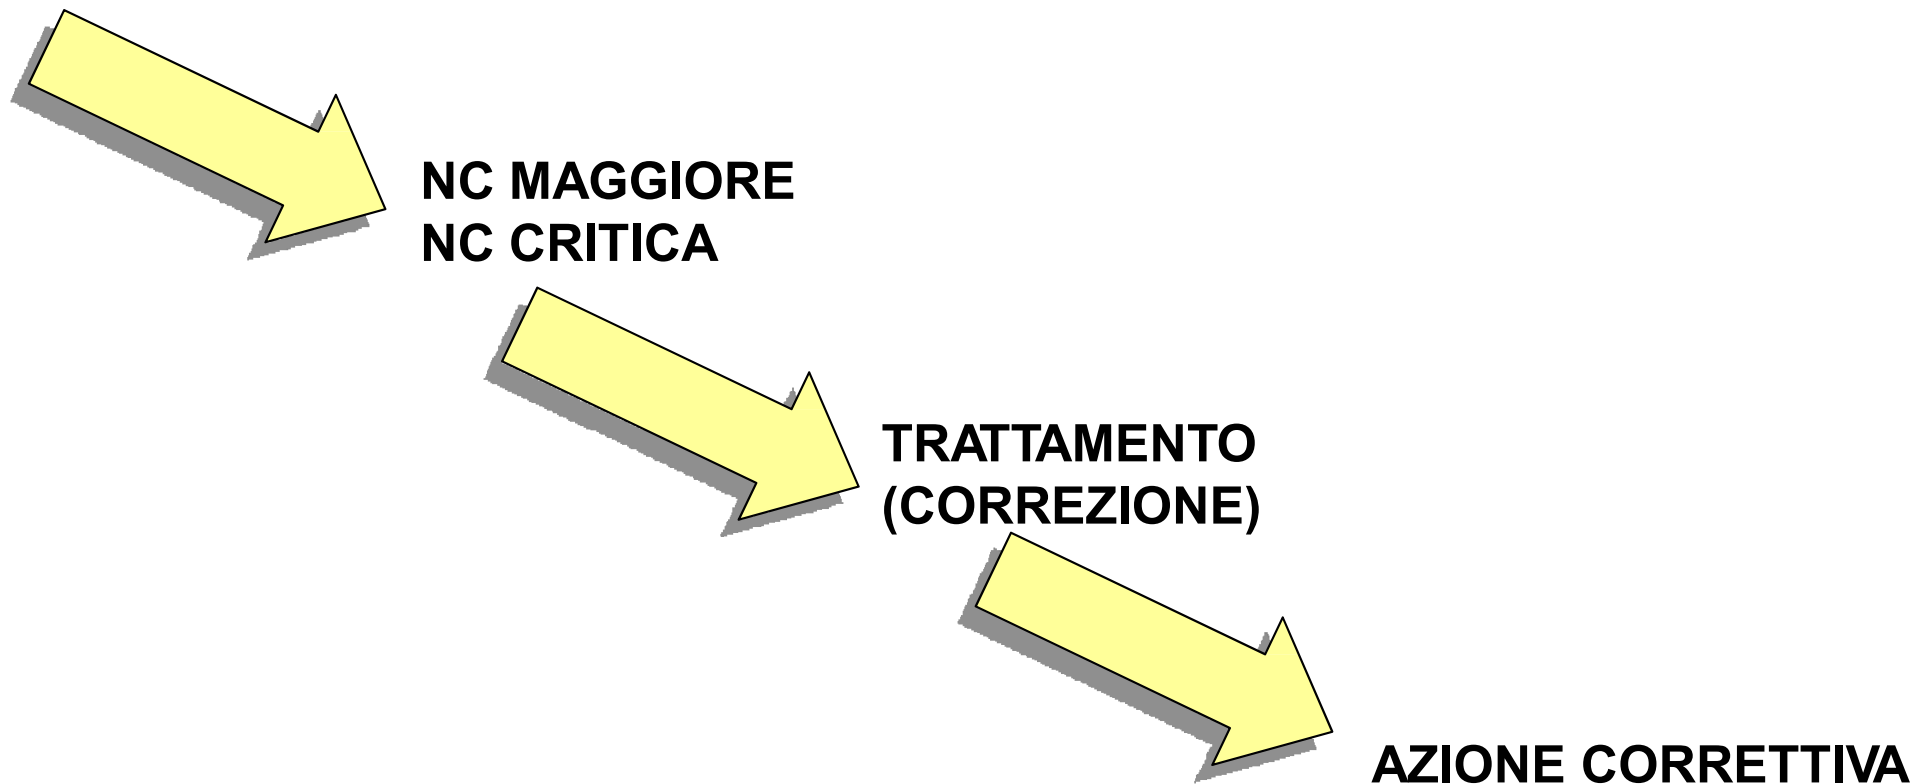 NC MAGGIORE
NC CRITICA
TRATTAMENTO
(CORREZIONE)
AZIONE CORRETTIVA